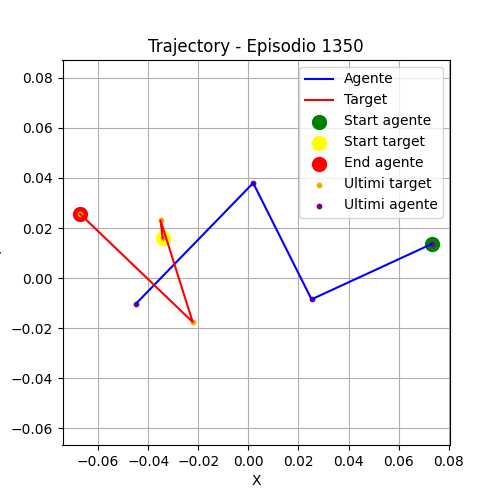 Trajectory - Episodio 1350
Agente
Target
Start agente
Start target
End agente
Ultimi target
Ultimi agente
0.08
0.06
0.04
0.02
0.00
−0.02
−0.04
−0.06
−0.06 −0.04 −0.02 0.00 0.02 0.04 0.06 0.08
X